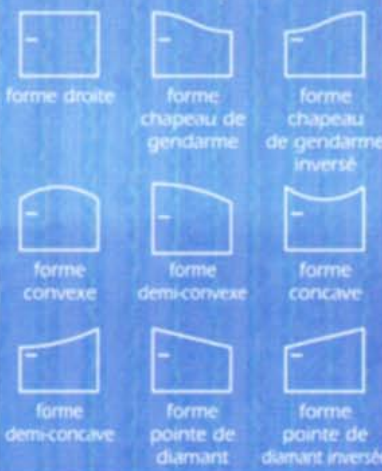 forme droite
forme
chapeau de
gendarme
forme
chapeau
de gendarme
inversé
forme
convexe
forme
demi-convexe
forme
concave
forme
demi-concave
forme
pointe de
diamant
forme
pointe de
diamant inversée